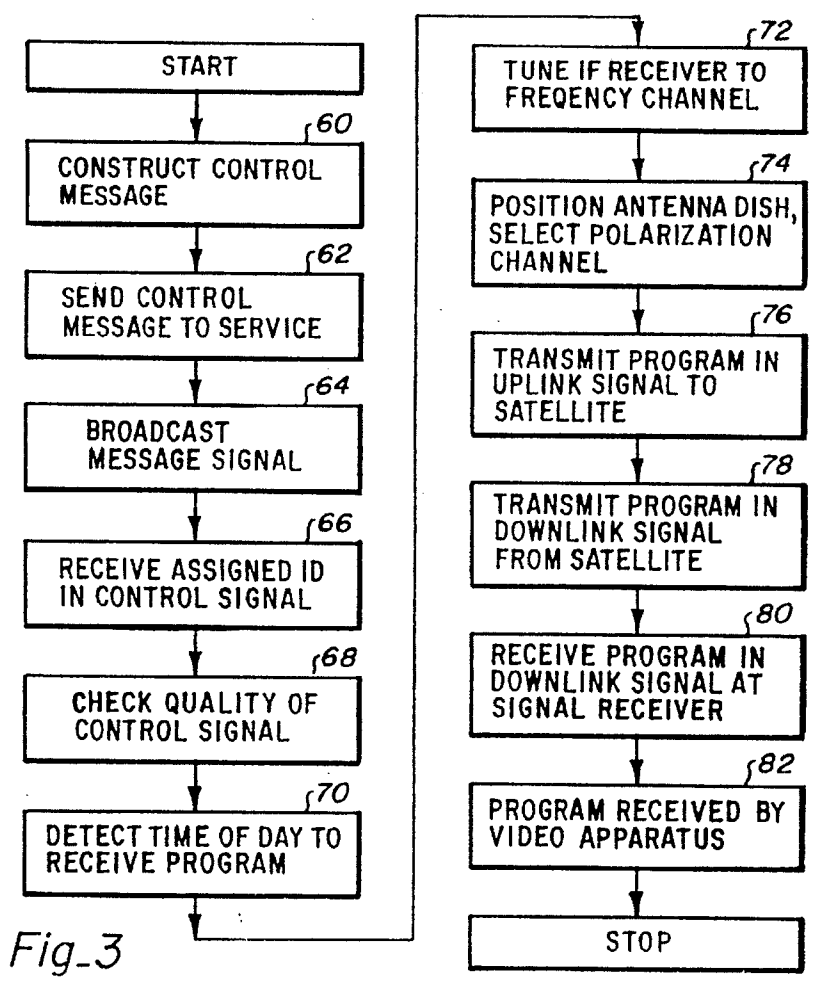 START
60
CONSTRUCT CONTROL
MESSAGE
62
SEND CONTROL
MESSAGE TO SERVICE
64
BROADCAST
MESSAGE SIGNAL
66
RECEIVE ASSIGNED ID
IN CONTROL SIGNAL
68
CHECK QUALITY OF
CONTROL SIGNAL
70
DETECT TIME OF DAY TO
RECEIVE PROGRAM
72
TUNE IF RECEIVER TO
FREQENCY CHANNEL
74
POSITION ANTENNA DISH,
SELECT POLARIZATION
CHANNEL
76
TRANSMIT PROGRAM IN
UPLINK SIGNAL TO
SATELLITE
78
TRANSMIT PROGRAM IN
DOWNLINK SIGNAL
FROM SATELLITE
80
RECEIVE PROGRAM IN
DOWNLINK SIGNAL AT
SIGNAL RECEIVER
82
PROGRAM RECEIVED BY
VIDEO APPARATUS
STOP
Fig_3